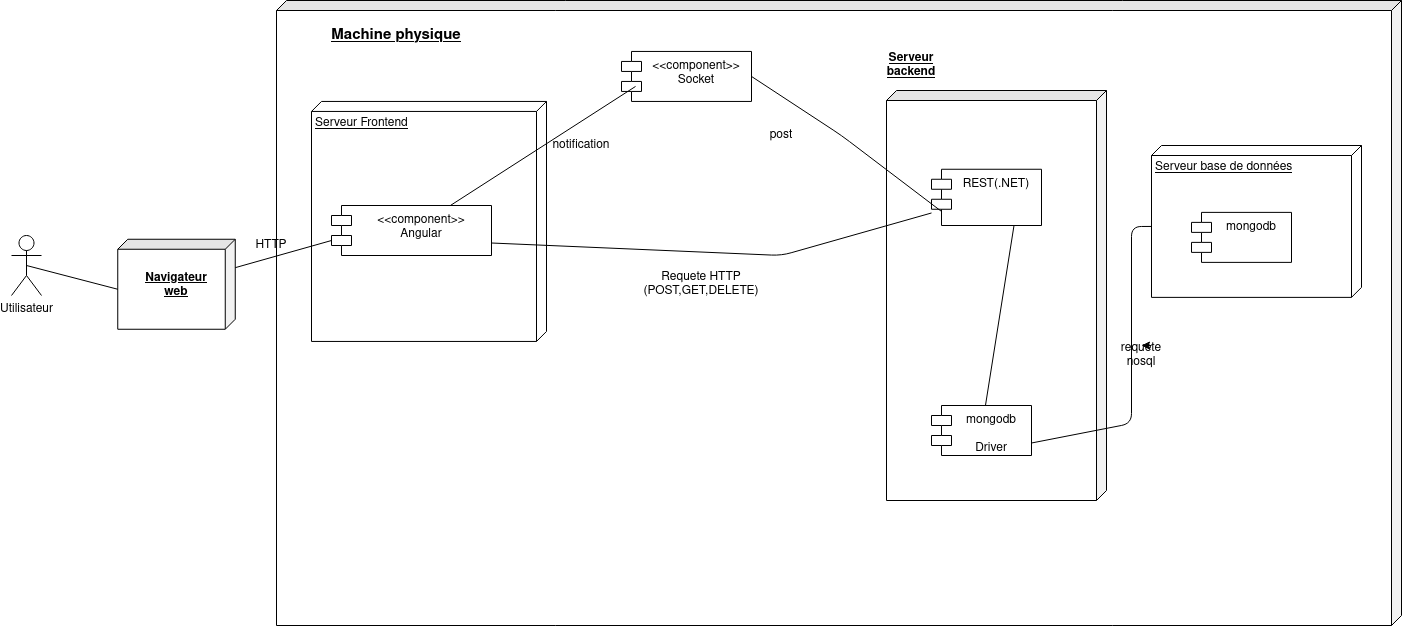 Machine physique
<<component>>
Socket
Serveur
backend
Serveur Frontend
notification
post
Serveur base de données
REST(.NET)
<<component>>
Angular
mongodb
HTTP
Navigateur
web
Utilisateur
Requete HTTP
(POST,GET,DELETE)
requete
nosql
mongodb
Driver